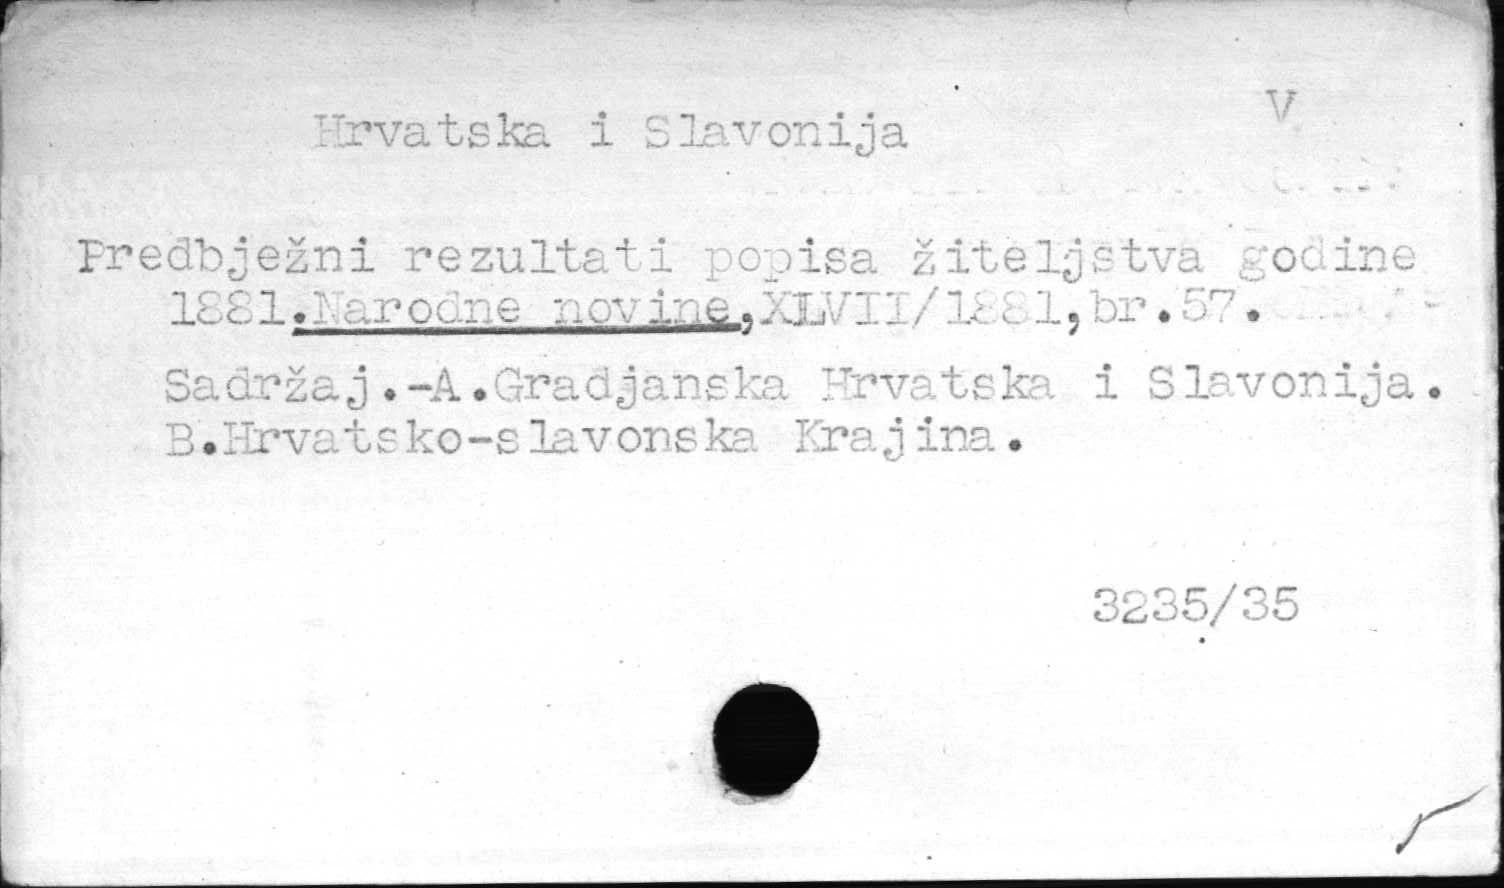 V
Hrvatska i Slavonija
Predbježni rezultati popisa žiteljstva godine
1881.Narodne novine,XLVII/1881,br.57.
Sadržaj.-A.Gradjanska Hrvatska i Slavonija.
B.Hrvatsko-slavonska Krajina.
3235/35